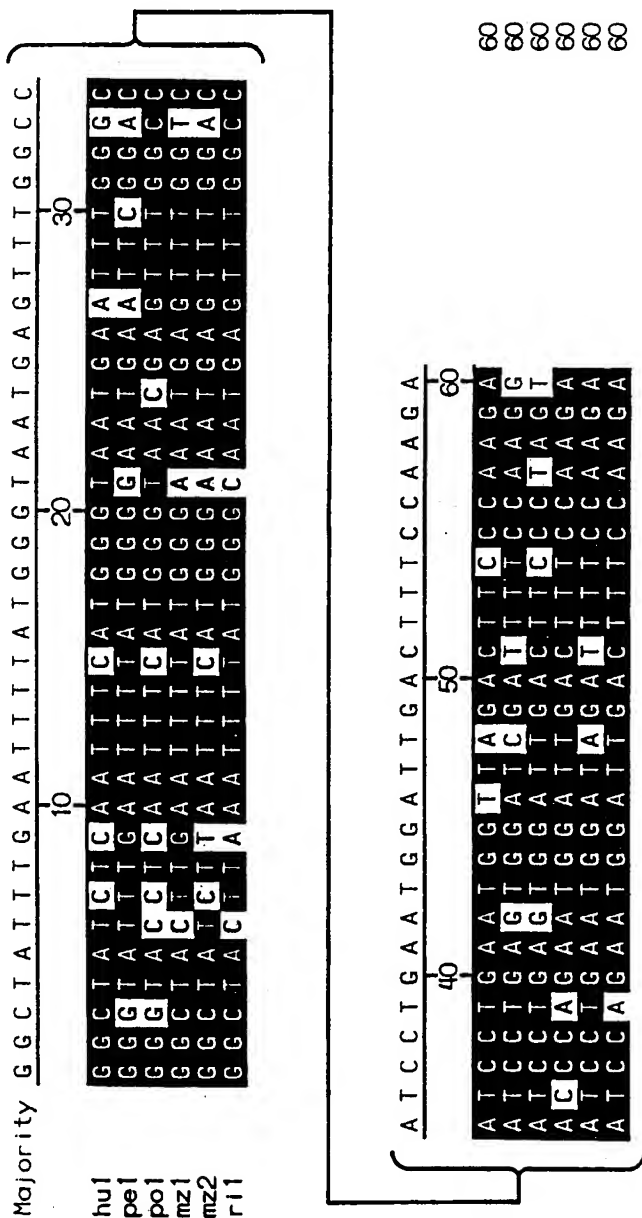 Majority G G C T A T T T G A A T T T T A T G G G T A A T G A G T T T G G C C
10 20 30
hu1 G G C T A T C T C A A T T T C A T G G G T A A T G A A T T T G G G C
pe1 G G G T A T T T G A A T T T T A T G G G G A A T G A A T T C G G A C
po1 G G G T A C C T C A A T T T C A T G G G T A A C G A G T T T G G C C
mz1 G G C T A C T T G A A T T T T A T G G G A A A T G A G T T T G G T C
mz2 G G C T A T C T T A A T T T C A T G G G A A A T G A G T T T G G A C
ri1 G G C T A C T T A A A T T T T A T G G G C A A T G A G T T T G G C C
A T C C T G A A T G G A T T G A C T T T C C A A G A
40 50 60
A T C C T G A A T G G T T A G A C T T C C C A A G A 60
A T C C T G A G T G G A T C G A T T T T C C A A G G 60
A T C C T G A G T G G A T T G A C T T C C C T A G T 60
A C C C A G A A T G G A T T G A C T T T C C A A G A 60
A T C C T G A A T G G A T A G A T T T T C C A A G A 60
A T C C A G A A T G G A T T G A C T T T C C A A G A 60